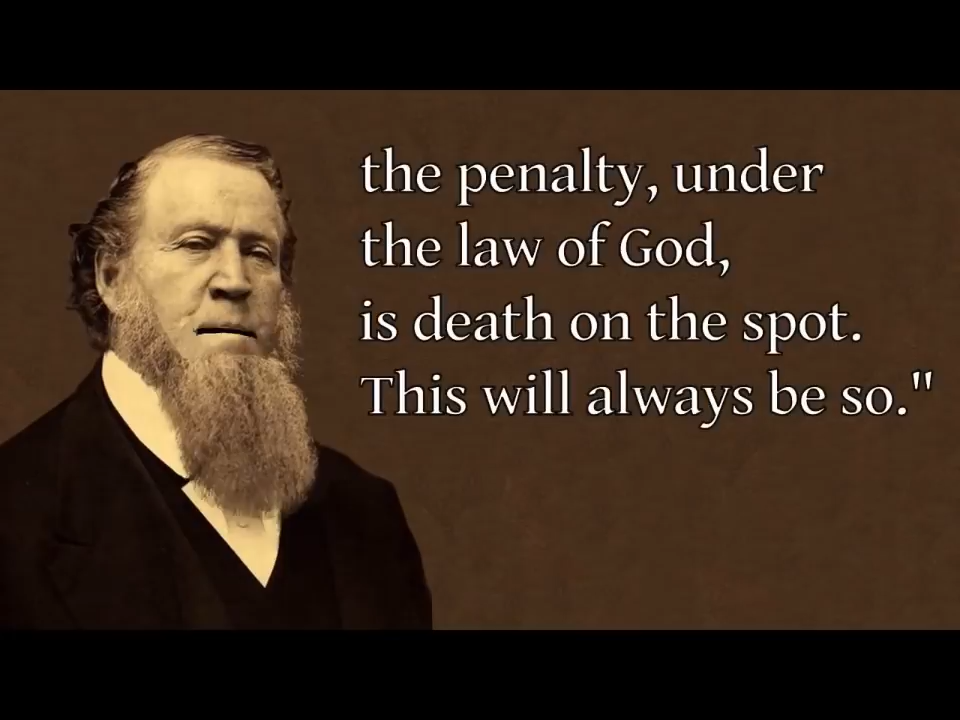 the penalty, under
the law of God,
is death on the spot.
This will always be so."